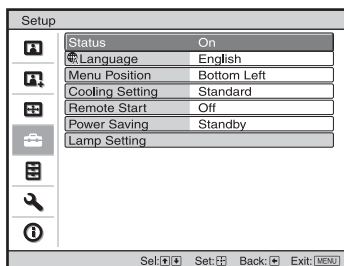 Setup
Status On
Language English
Menu Position Bottom Left
Cooling Setting Standard
Remote Start Off
Power Saving Standby
Lamp Setting
Sel: Set: Back: Exit: MENU